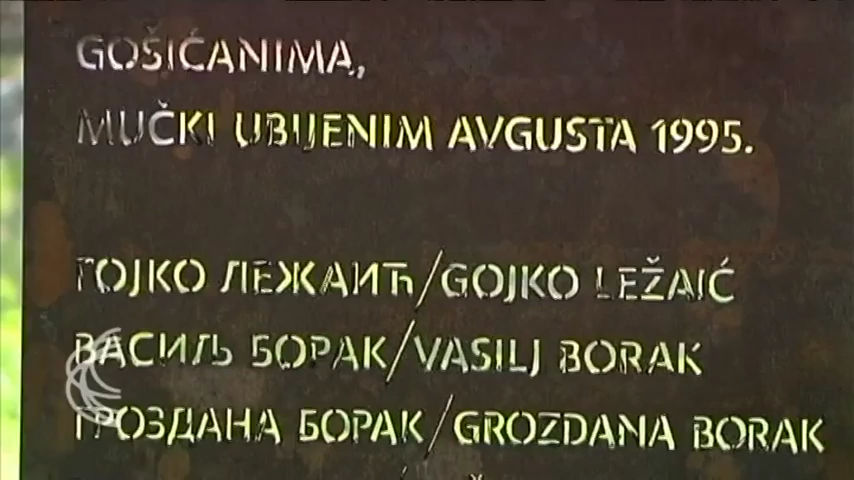 GOŠIĆANIMA,
MUČKI UBIJENIM AVGUSTA 1995.
ГОЈКО ЛЕЖАИЋ/GOJKO LEŽAIĆ
ВАСИЉ БОРАК/VASILJ BORAK
ГРОЗДАНА БОРАК/GROZDANA BORAK